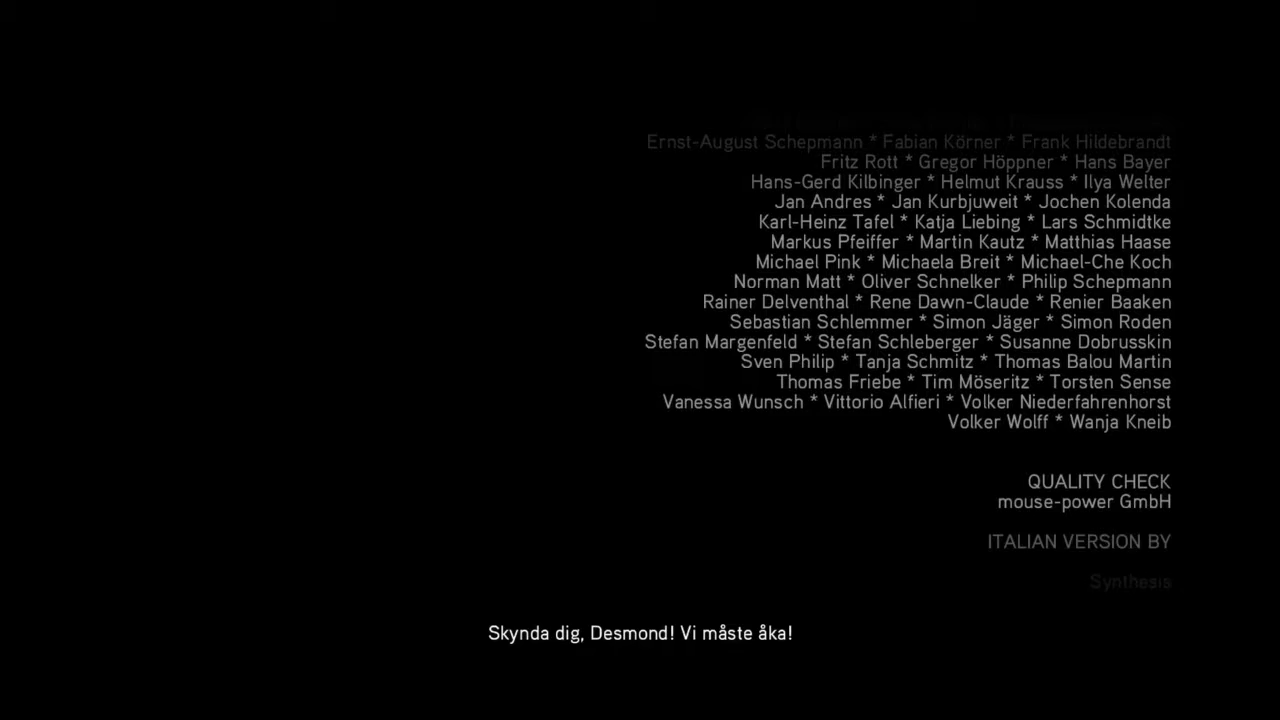 Ernst-August Schepmann * Fabian Körner * Frank Hildebrandt
Fritz Rott * Gregor Höppner * Hans Bayer
Hans-Gerd Kilbinger * Helmut Krauss * Ilya Welter
Jan Andres * Jan Kurbjuweit * Jochen Kolenda
Karl-Heinz Tafel * Katja Liebing * Lars Schmidtke
Markus Pfeiffer * Martin Kautz * Matthias Haase
Michael Pink * Michaela Breit * Michael-Che Koch
Norman Matt * Oliver Schnelker * Philip Schepmann
Rainer Delventhal * Rene Dawn-Claude * Renier Baaken
Sebastian Schlemmer * Simon Jäger * Simon Roden
Stefan Margenfeld * Stefan Schleberger * Susanne Dobrusskin
Sven Philip * Tanja Schmitz * Thomas Balou Martin
Thomas Friebe * Tim Möseritz * Torsten Sense
Vanessa Wunsch * Vittorio Alfieri * Volker Niederfahrenhorst
Volker Wolff * Wanja Kneib
QUALITY CHECK
mouse-power GmbH
ITALIAN VERSION BY
Synthesis
Skynda dig, Desmond! Vi måste åka!